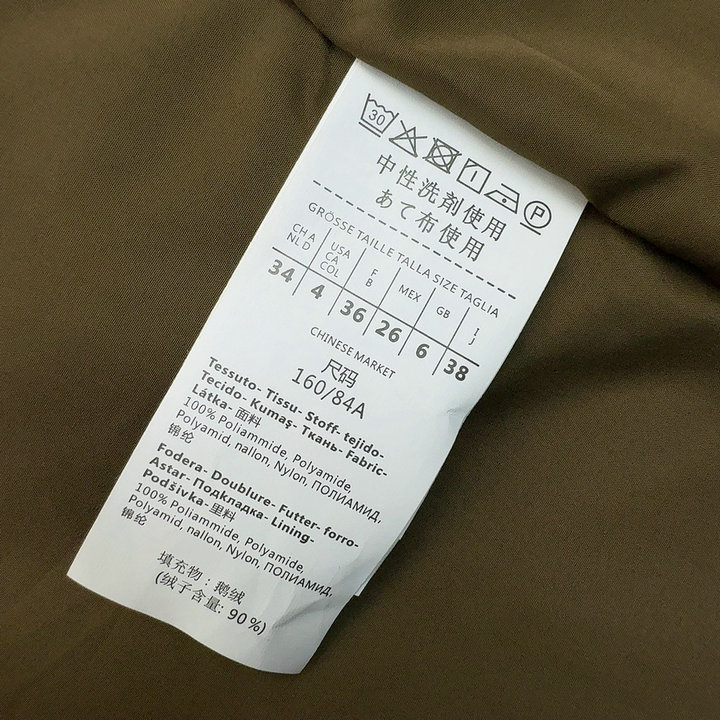 30 P
中性洗剤使用
あて布使用
GRÖSSE TAILLE TALLA SIZE TAGLIA
CH A NL D USA CA COL F B MEX GB I J
34 4 36 26 6 38
CHINESE MARKET
尺码
160/84A
Tessuto- Tissu- Stoff- tejido-
Tecido- Kumaş- Ткань- Fabric-
Látka- 面料
100% Poliammide, Polyamide,
Polyamid, nallon, Nylon, ПОЛИАМИД,
锦纶
Fodera- Doublure- Futter- forro-
Astar- Подкладка- Lining-
Podšivka- 里料
100% Poliammide, Polyamide,
Polyamid, nallon, Nylon, ПОЛИАМИД,
锦纶
填充物：鹅绒
(绒子含量: 90%)